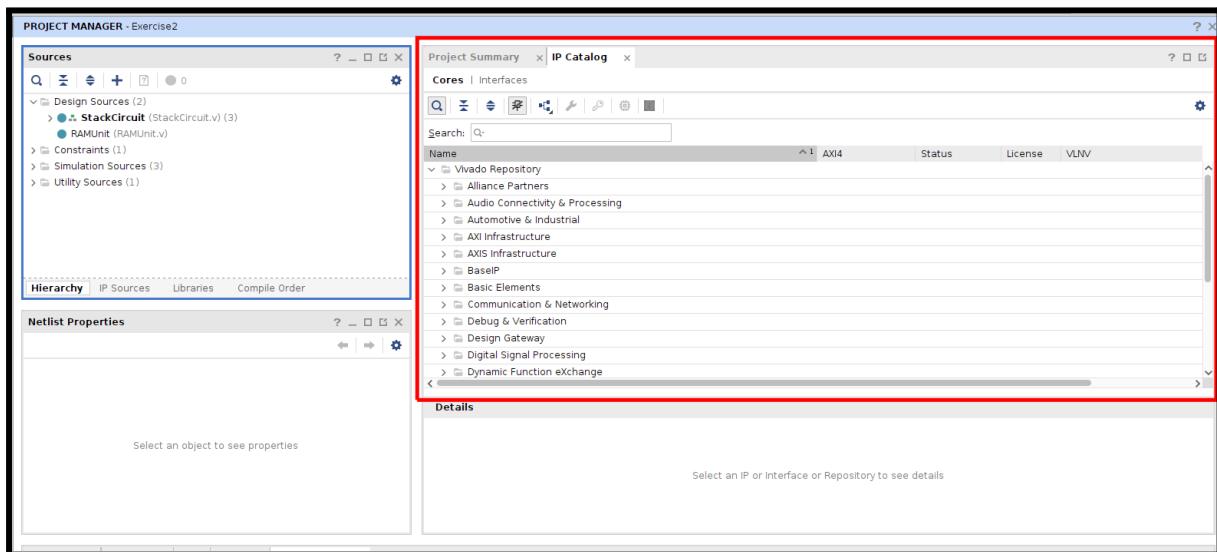 PROJECT MANAGER - Exercise2
Sources
0
Design Sources (2)
StackCircuit (StackCircuit.v) (3)
RAMUnit (RAMUnit.v)
Constraints (1)
Simulation Sources (3)
Utility Sources (1)
Hierarchy IP Sources Libraries Compile Order
Netlist Properties
Select an object to see properties
Project Summary IP Catalog
Cores | Interfaces
Search:
Name 1 AXI4 Status License VLNV
Vivado Repository
Alliance Partners
Audio Connectivity & Processing
Automotive & Industrial
AXI Infrastructure
AXIS Infrastructure
BaseIP
Basic Elements
Communication & Networking
Debug & Verification
Design Gateway
Digital Signal Processing
Dynamic Function eXchange
Details
Select an IP or Interface or Repository to see details